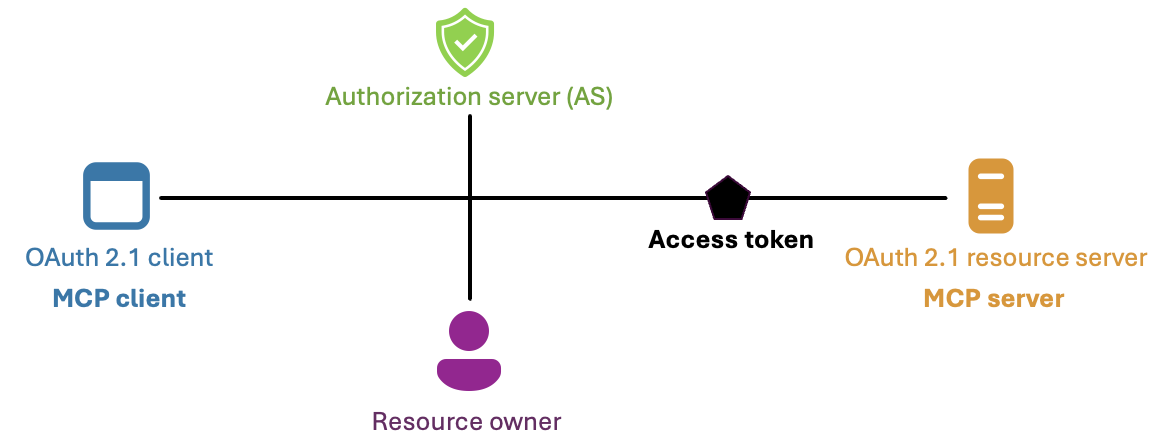 Authorization server (AS)
Access token
OAuth 2.1 client
MCP client
OAuth 2.1 resource server
MCP server
Resource owner